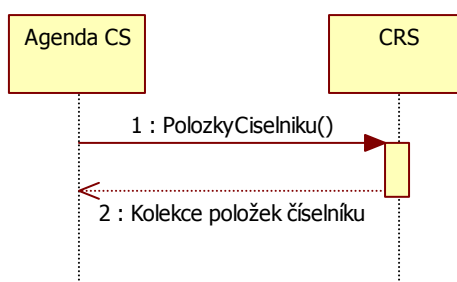 Agenda CS
CRS
1 : PolozkyCiselniku()
2 : Kolekce položek číselníku